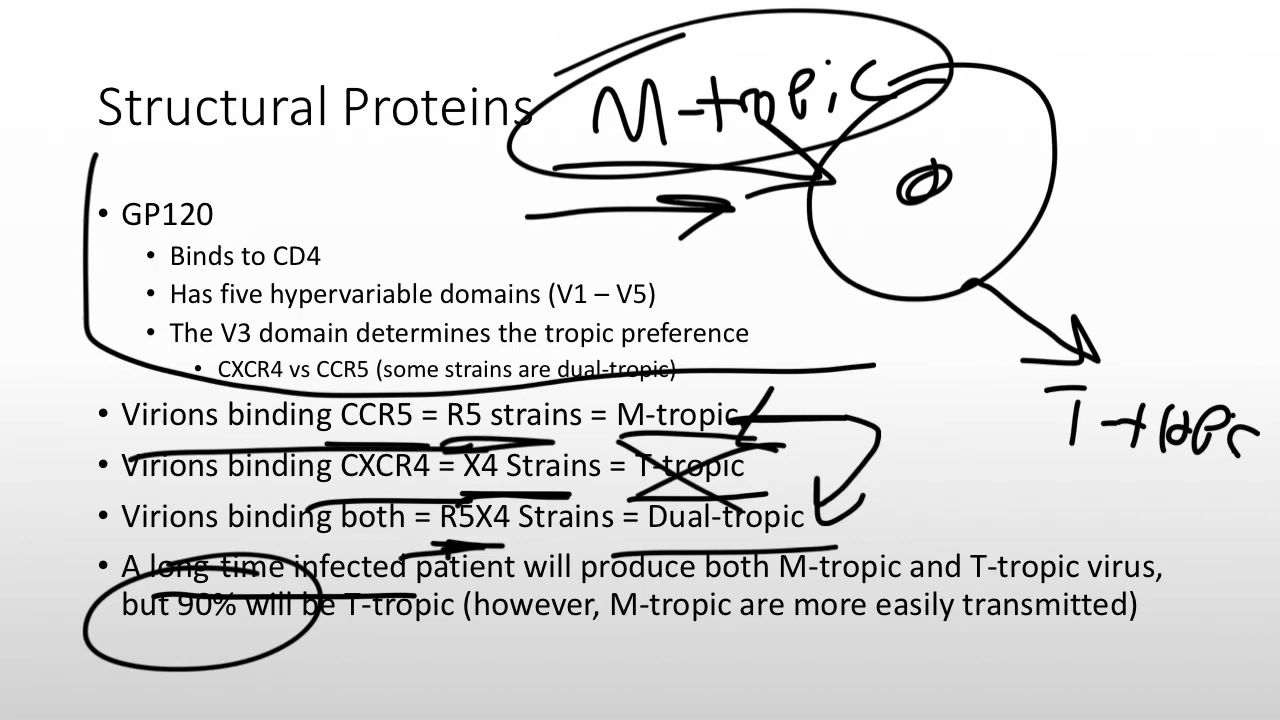 Structural Proteins
M-tropic
• GP120
• Binds to CD4
• Has five hypervariable domains (V1 – V5)
• The V3 domain determines the tropic preference
• CXCR4 vs CCR5 (some strains are dual-tropic)
• Virions binding CCR5 = R5 strains = M-tropic
• Virions binding CXCR4 = X4 Strains = T-tropic
• Virions binding both = R5X4 Strains = Dual-tropic
• A long time infected patient will produce both M-tropic and T-tropic virus,
but 90% will be T-tropic (however, M-tropic are more easily transmitted)